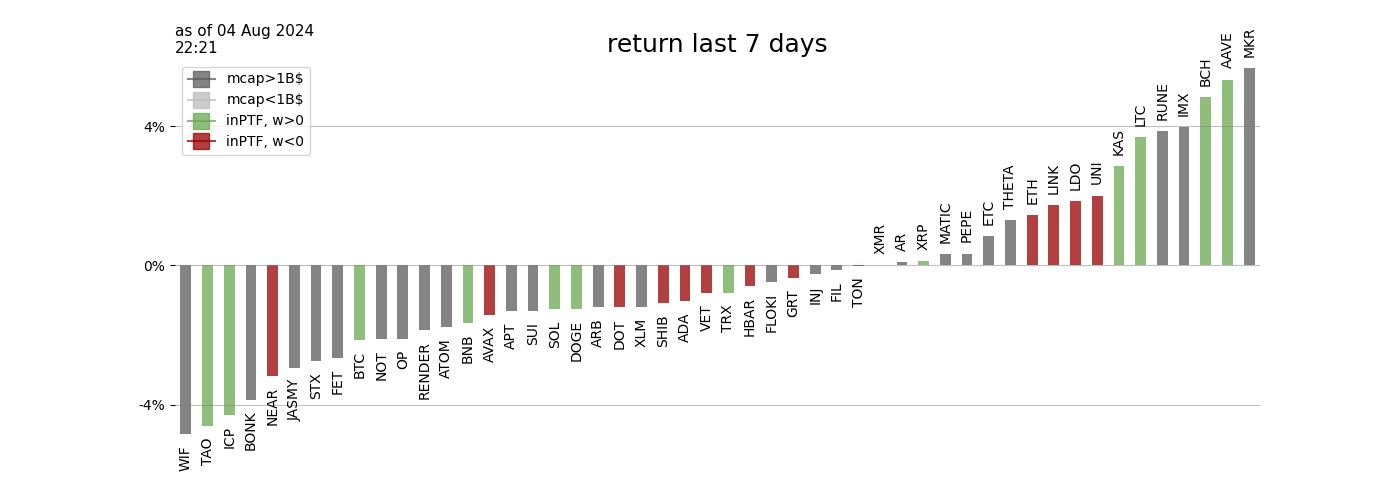 as of 04 Aug 2024
22:21
return last 7 days
mcap>1B$
mcap<1B$
inPTF, w>0
inPTF, w<0
4%
0%
-4%
WIF
TAO
ICP
BONK
NEAR
JASMY
STX
FET
BTC
NOT
OP
RENDER
ATOM
BNB
AVAX
APT
SUI
SOL
DOGE
ARB
DOT
XLM
SHIB
ADA
VET
TRX
HBAR
FLOKI
GRT
INJ
FIL
TON
XMR
AR
XRP
MATIC
PEPE
ETC
THETA
ETH
LINK
LDO
UNI
KAS
LTC
RUNE
IMX
BCH
AAVE
MKR